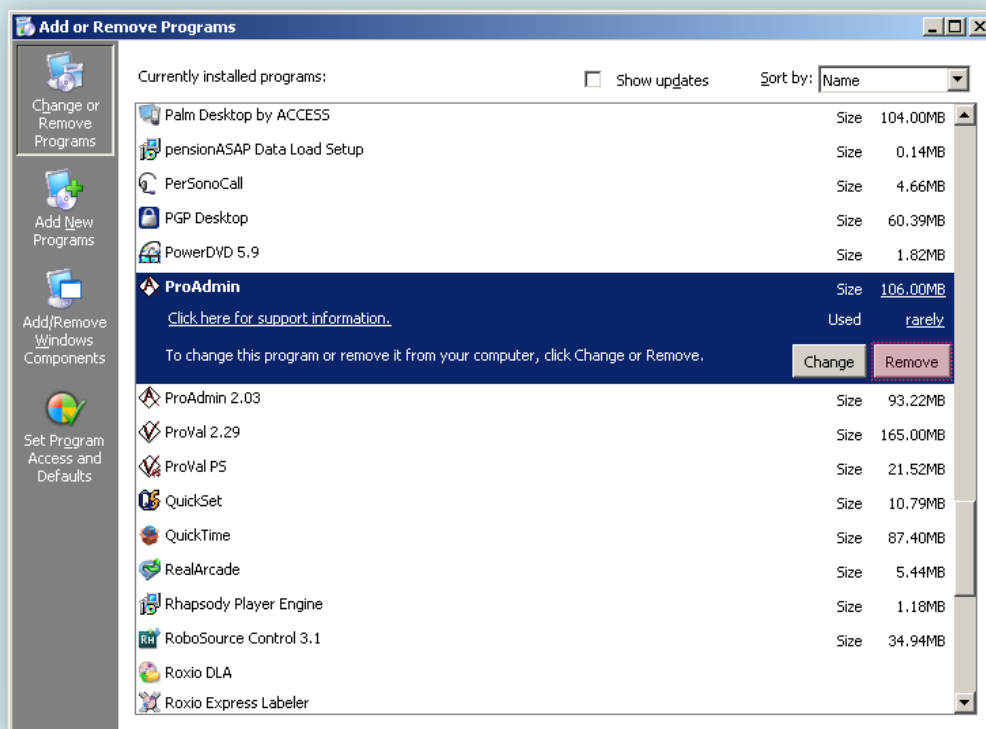 Add or Remove Programs
Change or
Remove
Programs
Add New
Programs
Add/Remove
Windows
Components
Set Program
Access and
Defaults
Currently installed programs:
Show updates
Sort by: Name
Palm Desktop by ACCESS Size 104.00MB
pensionASAP Data Load Setup Size 0.14MB
PerSonoCall Size 4.66MB
PGP Desktop Size 60.39MB
PowerDVD 5.9 Size 1.82MB
ProAdmin Size 106.00MB
Click here for support information. Used rarely
To change this program or remove it from your computer, click Change or Remove. Change Remove
ProAdmin 2.03 Size 93.22MB
ProVal 2.29 Size 165.00MB
ProVal PS Size 21.52MB
QuickSet Size 10.79MB
QuickTime Size 87.40MB
RealArcade Size 5.44MB
Rhapsody Player Engine Size 1.18MB
RH RoboSource Control 3.1 Size 34.94MB
Roxio DLA
Roxio Express Labeler